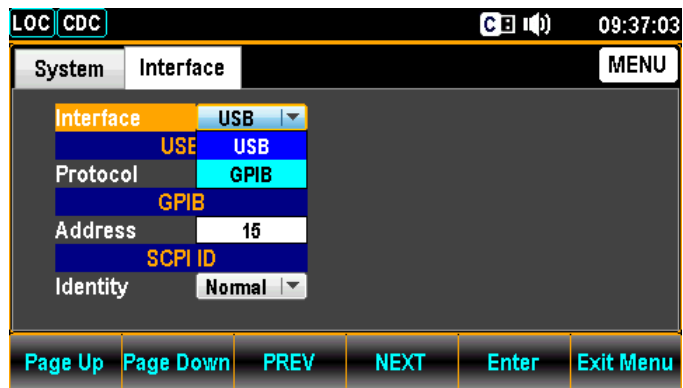 LOC CDC C 09:37:03
System Interface MENU
Interface USB
USB USB
Protocol GPIB
GPIB
Address 15
SCPI ID
Identity Normal
Page Up Page Down PREV NEXT Enter Exit Menu